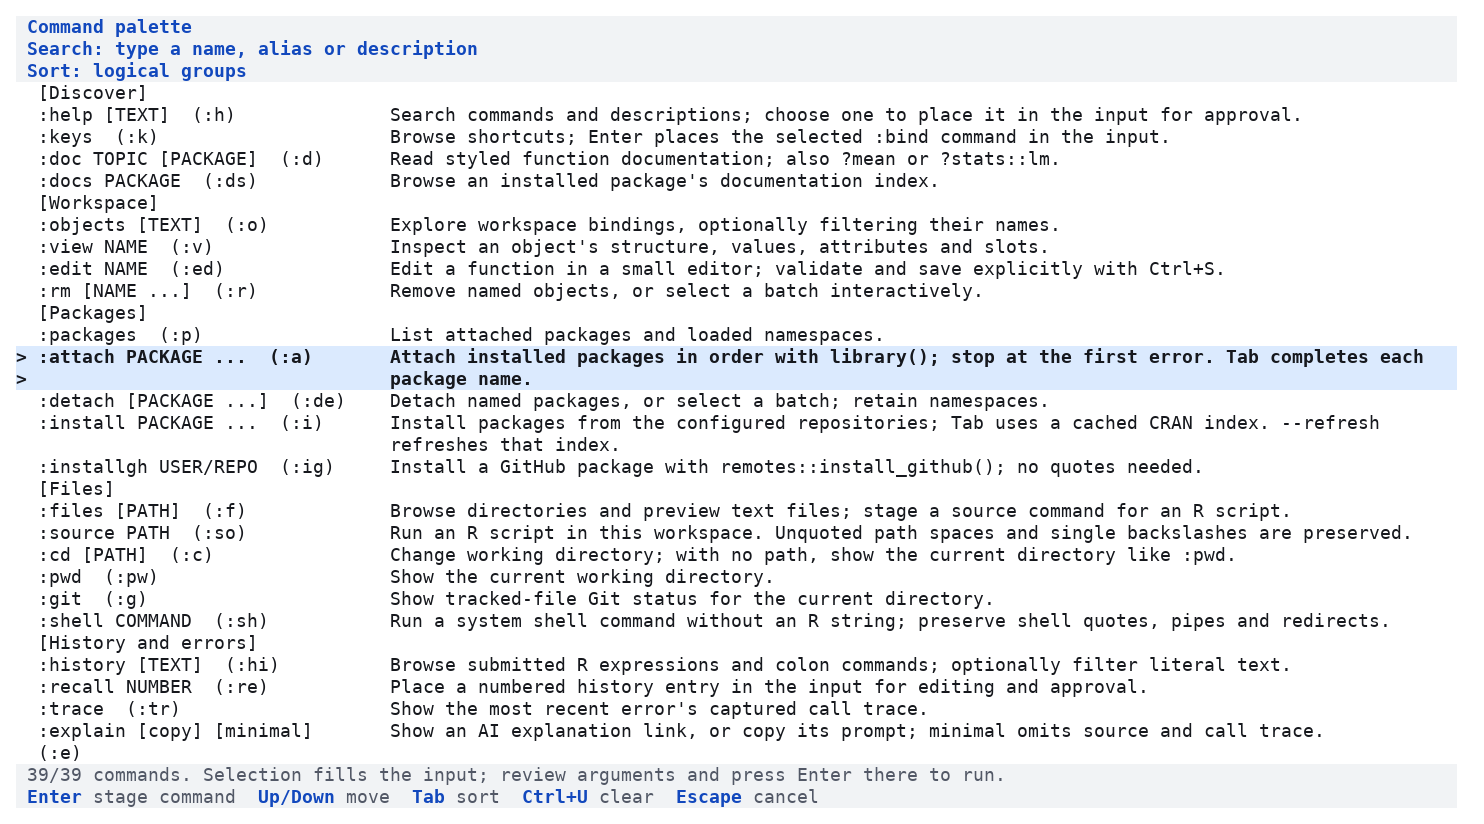 Command palette
Search: type a name, alias or description
Sort: logical groups
[Discover]
:help [TEXT]  (:h)              Search commands and descriptions; choose one to place it in the input for approval.
:keys  (:k)                     Browse shortcuts; Enter places the selected :bind command in the input.
:doc TOPIC [PACKAGE]  (:d)      Read styled function documentation; also ?mean or ?stats::lm.
:docs PACKAGE  (:ds)            Browse an installed package's documentation index.
[Workspace]
:objects [TEXT]  (:o)           Explore workspace bindings, optionally filtering their names.
:view NAME  (:v)                Inspect an object's structure, values, attributes and slots.
:edit NAME  (:ed)               Edit a function in a small editor; validate and save explicitly with Ctrl+S.
:rm [NAME ...]  (:r)            Remove named objects, or select a batch interactively.
[Packages]
:packages  (:p)                 List attached packages and loaded namespaces.
> :attach PACKAGE ...  (:a)       Attach installed packages in order with library(); stop at the first error. Tab completes each
>                                 package name.
:detach [PACKAGE ...]  (:de)    Detach named packages, or select a batch; retain namespaces.
:install PACKAGE ...  (:i)      Install packages from the configured repositories; Tab uses a cached CRAN index. --refresh
refreshes that index.
:installgh USER/REPO  (:ig)     Install a GitHub package with remotes::install_github(); no quotes needed.
[Files]
:files [PATH]  (:f)             Browse directories and preview text files; stage a source command for an R script.
:source PATH  (:so)             Run an R script in this workspace. Unquoted path spaces and single backslashes are preserved.
:cd [PATH]  (:c)                Change working directory; with no path, show the current directory like :pwd.
:pwd  (:pw)                     Show the current working directory.
:git  (:g)                      Show tracked-file Git status for the current directory.
:shell COMMAND  (:sh)           Run a system shell command without an R string; preserve shell quotes, pipes and redirects.
[History and errors]
:history [TEXT]  (:hi)          Browse submitted R expressions and colon commands; optionally filter literal text.
:recall NUMBER  (:re)           Place a numbered history entry in the input for editing and approval.
:trace  (:tr)                   Show the most recent error's captured call trace.
:explain [copy] [minimal]       Show an AI explanation link, or copy its prompt; minimal omits source and call trace.
(:e)
39/39 commands. Selection fills the input; review arguments and press Enter there to run.
Enter stage command  Up/Down move  Tab sort  Ctrl+U clear  Escape cancel